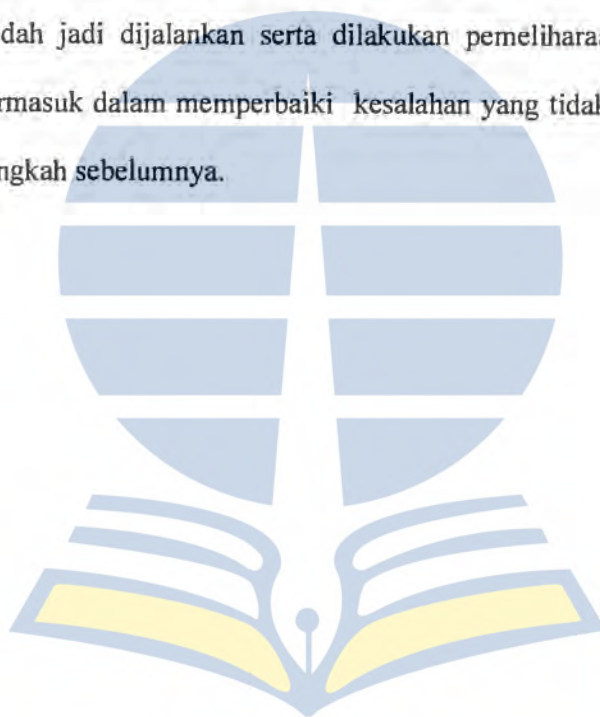 dah jadi dijalankan serta dilakukan pemelihara
rmasuk dalam memperbaiki kesalahan yang tidak
ngkah sebelumnya.